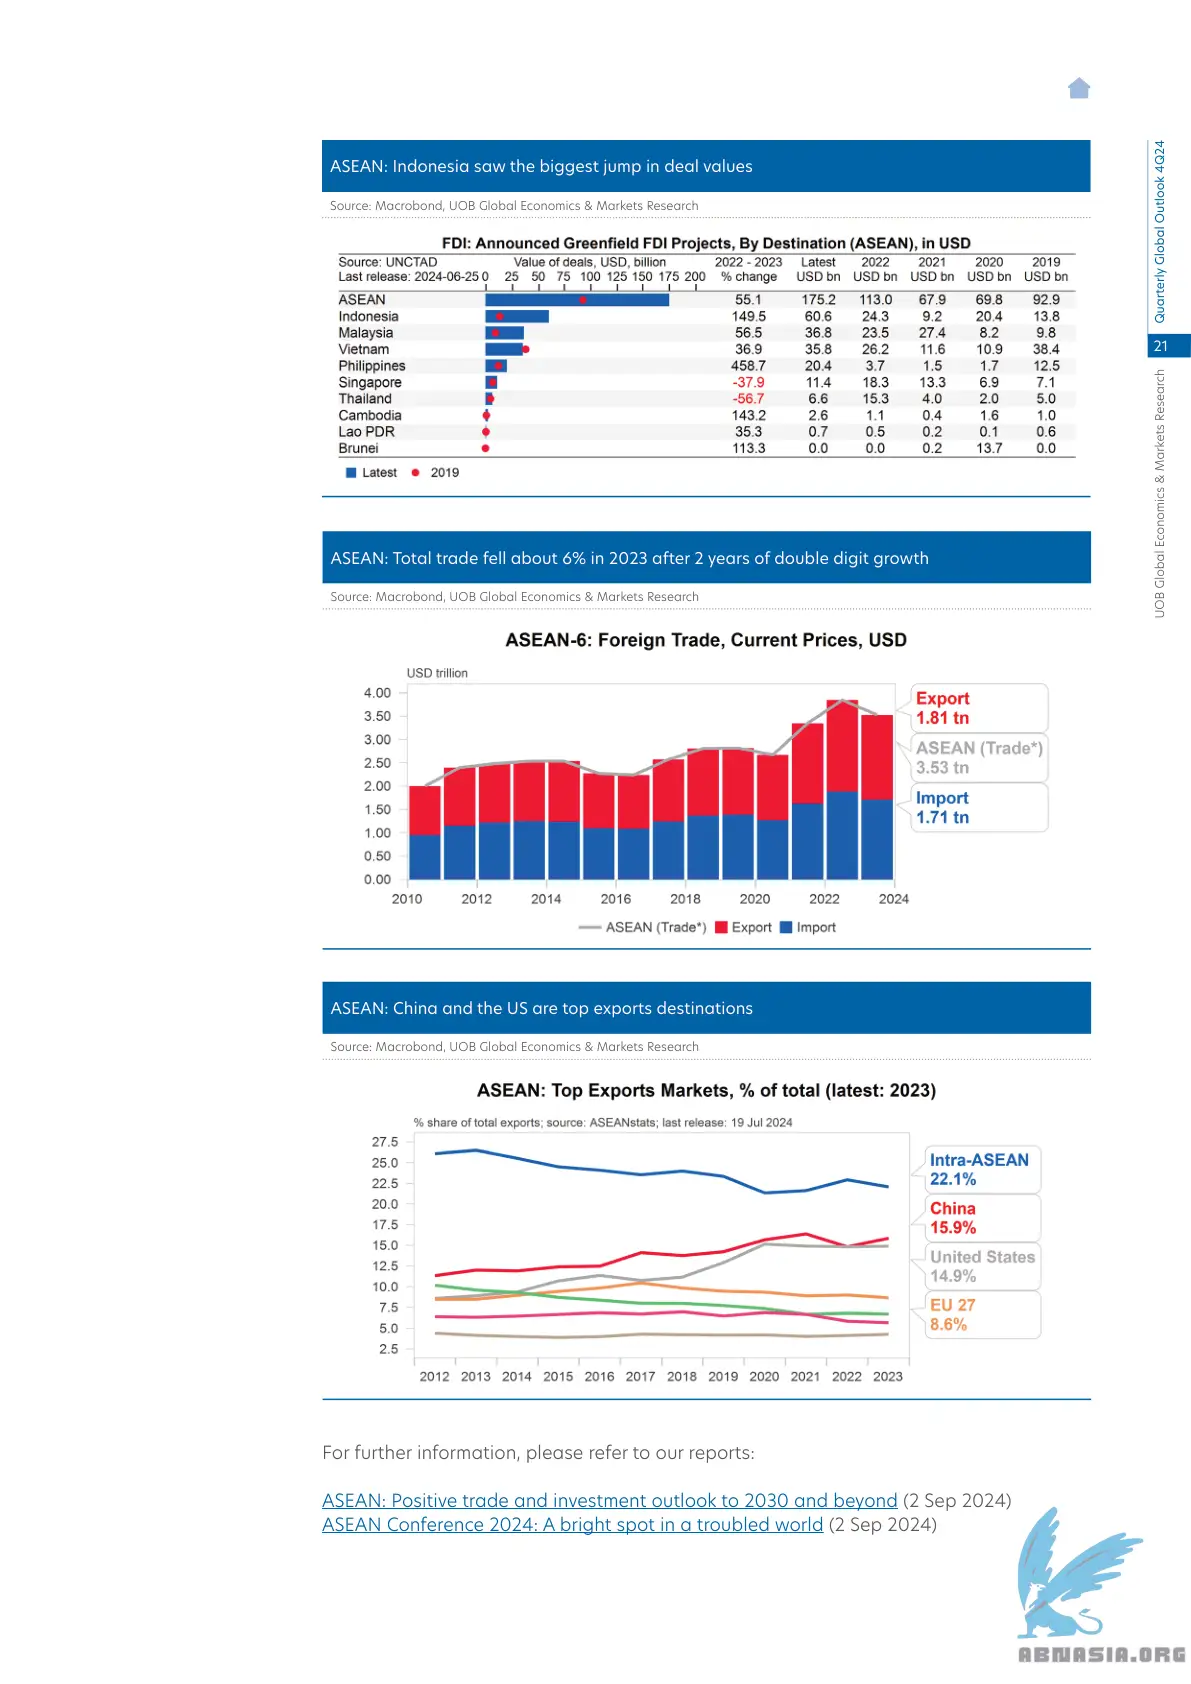 ASEAN: Indonesia saw the biggest jump in deal values
Source: Macrobond, UOB Global Economics & Markets Research
FDI: Announced Greenfield FDI Projects, By Destination (ASEAN), in USD
Source: UNCTAD Value of deals, USD, billion 2022 - 2023 Latest 2022 2021 2020 2019
Last release: 2024-06-25 0 25 50 75 100 125 150 175 200 % change USD bn USD bn USD bn USD bn USD bn
ASEAN 55.1 175.2 113.0 67.9 69.8 92.9
Indonesia 149.5 60.6 24.3 9.2 20.4 13.8
Malaysia 56.5 36.8 23.5 27.4 8.2 9.8
Vietnam 36.9 35.8 26.2 11.6 10.9 38.4
Philippines 458.7 20.4 3.7 1.5 1.7 12.5
Singapore -37.9 11.4 18.3 13.3 6.9 7.1
Thailand -56.7 6.6 15.3 4.0 2.0 5.0
Cambodia 143.2 2.6 1.1 0.4 1.6 1.0
Lao PDR 35.3 0.7 0.5 0.2 0.1 0.6
Brunei 113.3 0.0 0.0 0.2 13.7 0.0
Latest 2019
ASEAN: Total trade fell about 6% in 2023 after 2 years of double digit growth
Source: Macrobond, UOB Global Economics & Markets Research
ASEAN-6: Foreign Trade, Current Prices, USD
USD trillion
4.00
3.50
3.00
2.50
2.00
1.50
1.00
0.50
0.00
2010 2012 2014 2016 2018 2020 2022 2024
Export
1.81 tn
ASEAN (Trade*)
3.53 tn
Import
1.71 tn
ASEAN (Trade*) Export Import
ASEAN: China and the US are top exports destinations
Source: Macrobond, UOB Global Economics & Markets Research
ASEAN: Top Exports Markets, % of total (latest: 2023)
% share of total exports; source: ASEANstats; last release: 19 Jul 2024
27.5
25.0
22.5
20.0
17.5
15.0
12.5
10.0
7.5
5.0
2.5
2012 2013 2014 2015 2016 2017 2018 2019 2020 2021 2022 2023
Intra-ASEAN
22.1%
China
15.9%
United States
14.9%
EU 27
8.6%
For further information, please refer to our reports:
ASEAN: Positive trade and investment outlook to 2030 and beyond (2 Sep 2024)
ASEAN Conference 2024: A bright spot in a troubled world (2 Sep 2024)
Quarterly Global Outlook 4Q24
21
UOB Global Economics & Markets Research
ABNASIA.ORG